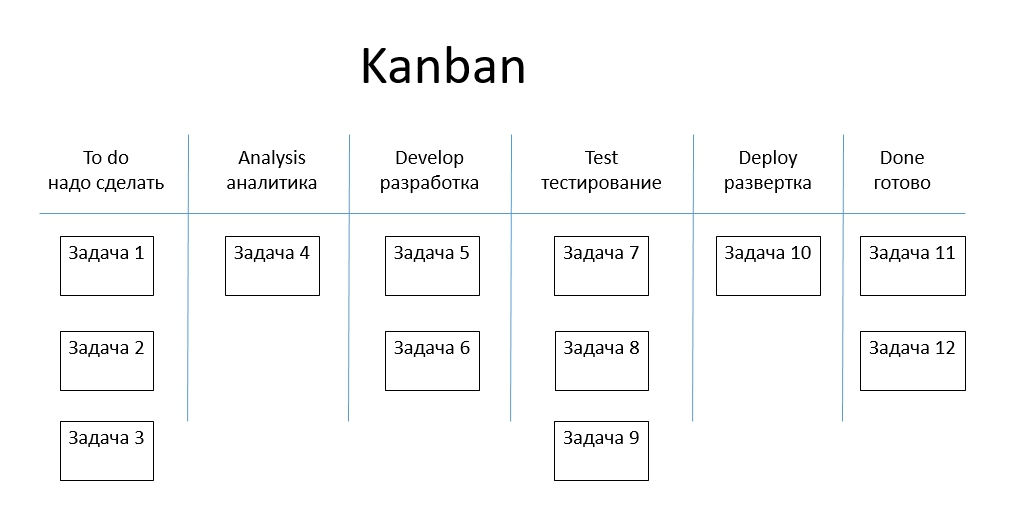 Kanban
To do
надо сделать
Analysis
аналитика
Develop
разработка
Test
тестирование
Deploy
развертка
Done
готово
Задача 1
Задача 4
Задача 5
Задача 7
Задача 10
Задача 11
Задача 2
Задача 6
Задача 8
Задача 12
Задача 3
Задача 9